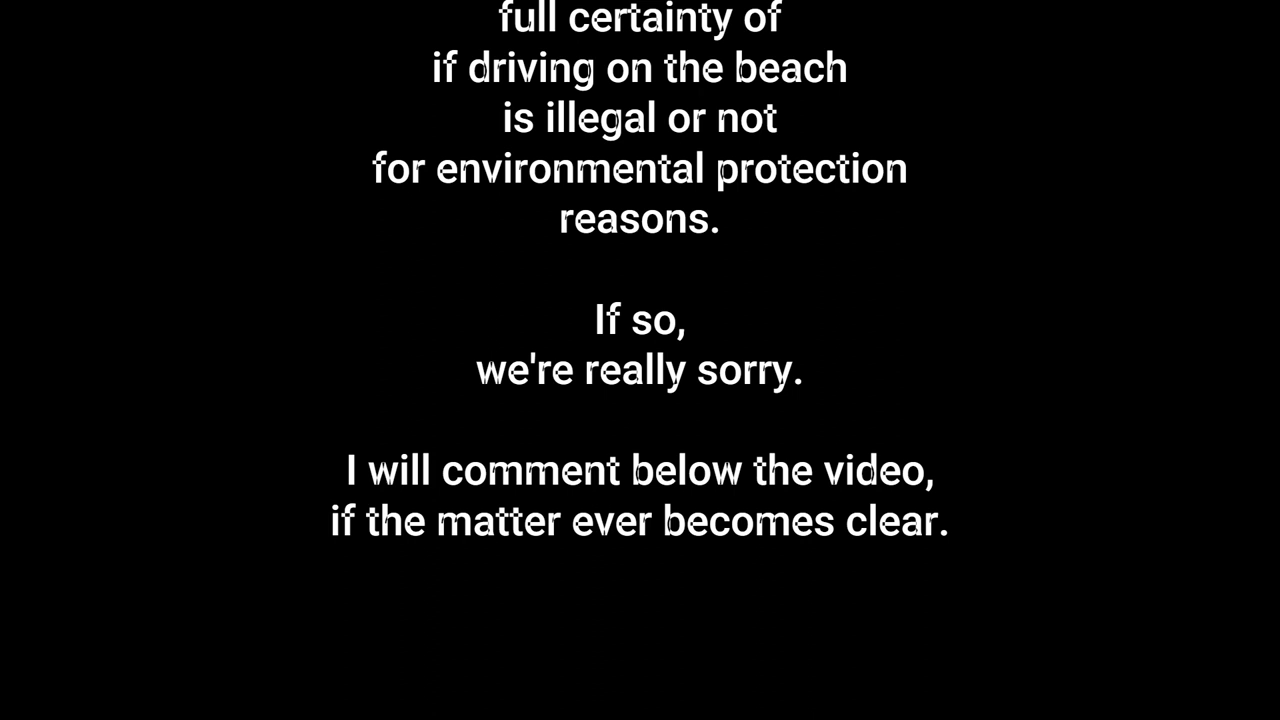 full certainty of
if driving on the beach
is illegal or not
for environmental protection
reasons.
If so,
we're really sorry.
I will comment below the video,
if the matter ever becomes clear.